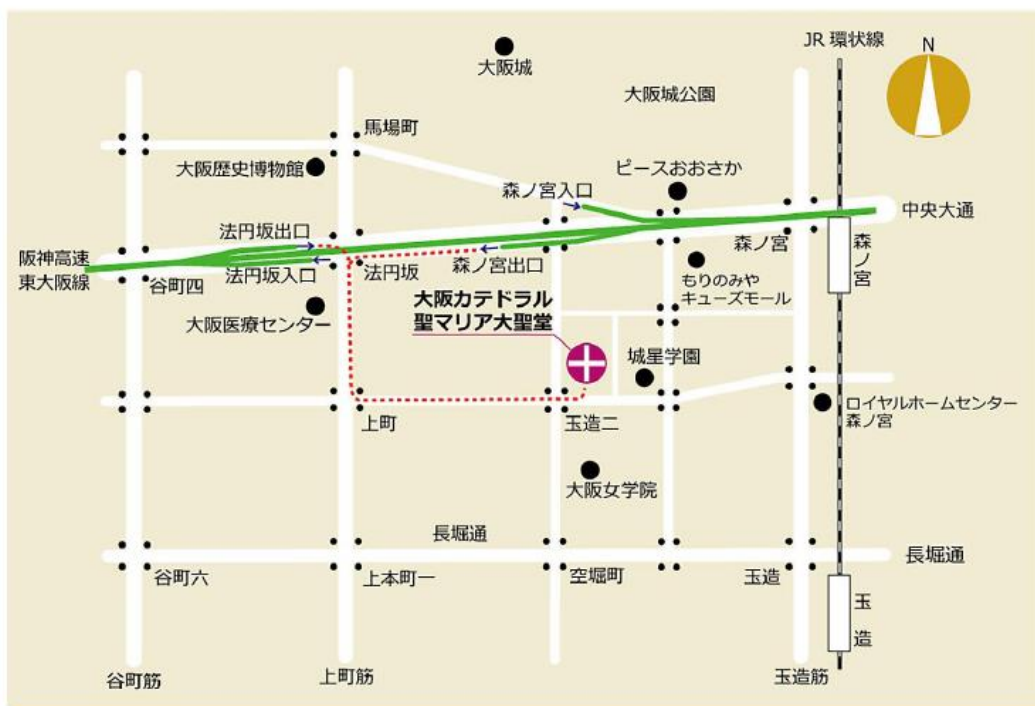 JR 環状線
N
大阪城
大阪城公園
馬場町
大阪歴史博物館
ピースおおさか
森ノ宮入口
中央大通
法円坂出口
森ノ宮
森ノ宮
阪神高速
東大阪線
谷町四
法円坂入口
法円坂
森ノ宮出口
もりのみや
キューズモール
大阪医療センター
大阪カテドラル
聖マリア大聖堂
城星学園
上町
玉造二
ロイヤルホームセンター
森ノ宮
大阪女学院
長堀通
長堀通
谷町六
上本町一
空堀町
玉造
玉造
谷町筋
上町筋
玉造筋